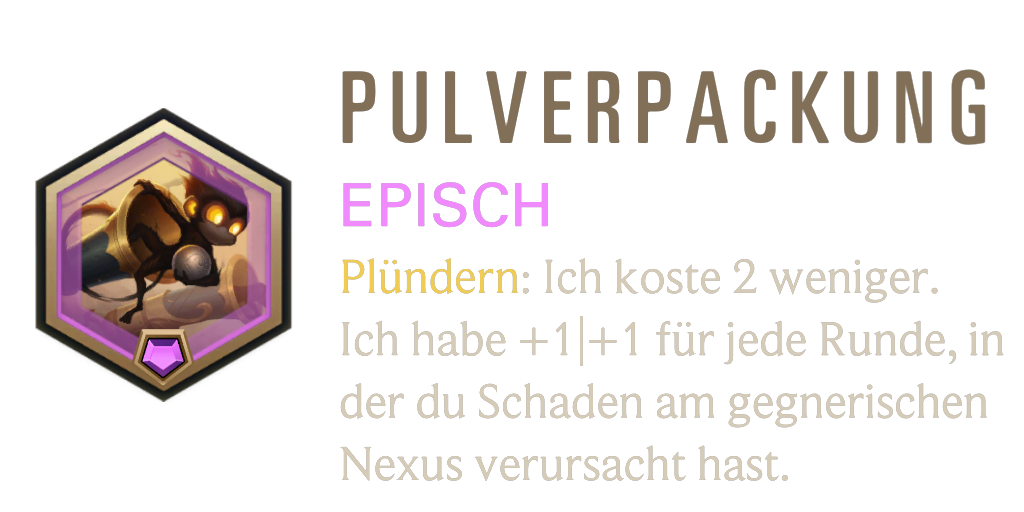 PULVERPACKUNG
EPISCH
Plündern: Ich koste 2 weniger.
Ich habe +1|+1 für jede Runde, in
der du Schaden am gegnerischen
Nexus verursacht hast.